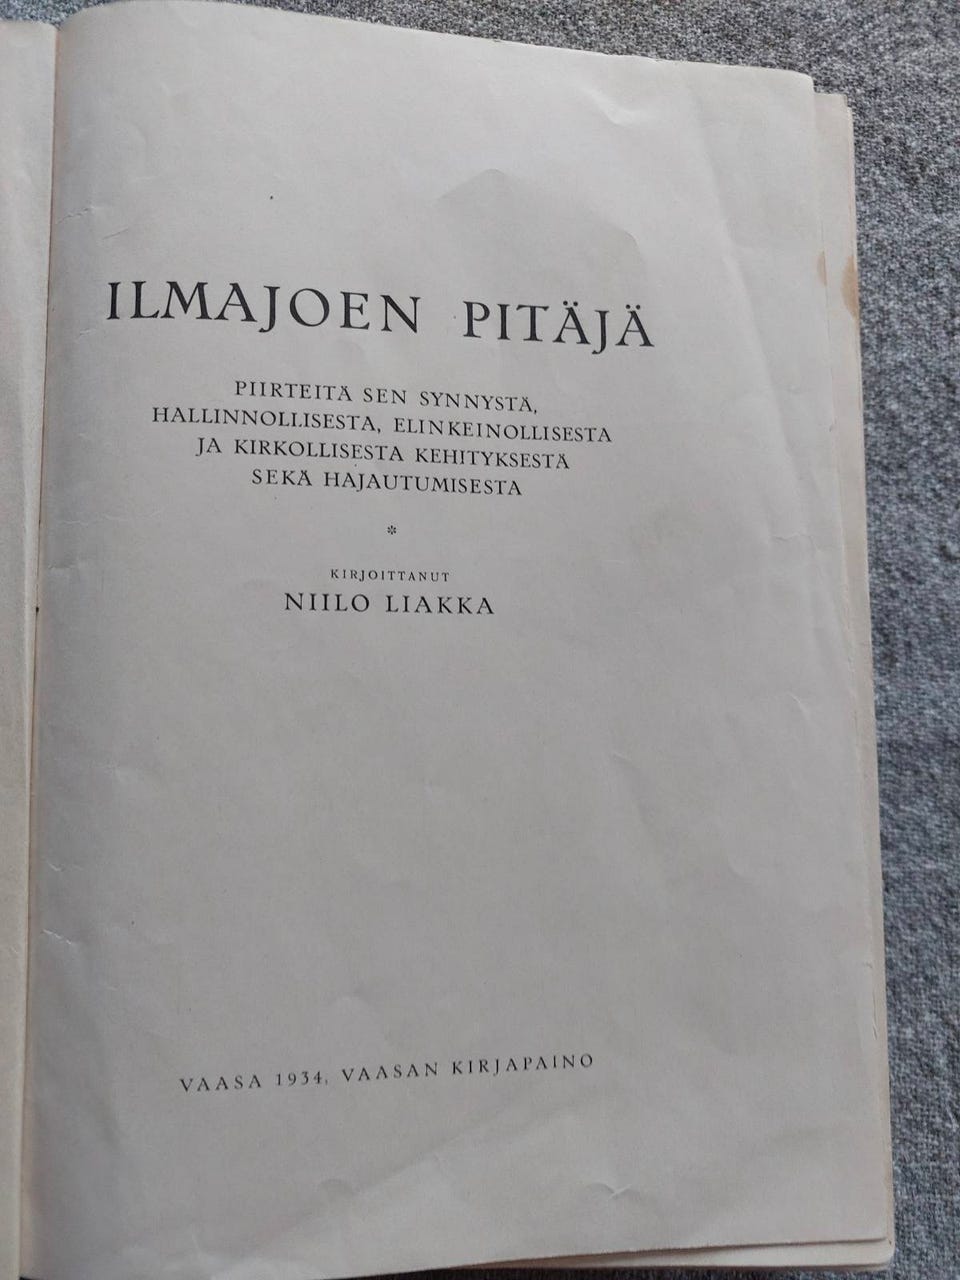 ILMAJOEN PITÄJÄ
PIIRTEITÄ SEN SYNNYSTÄ,
HALLINNOLLISESTA, ELINKEINOLLISESTA
JA KIRKOLLISESTA KEHITYKSESTÄ
SEKÄ HAJAUTUMISESTA
*
KIRJOITTANUT
NIILO LIAKKA
VAASA 1934, VAASAN KIRJAPAINO